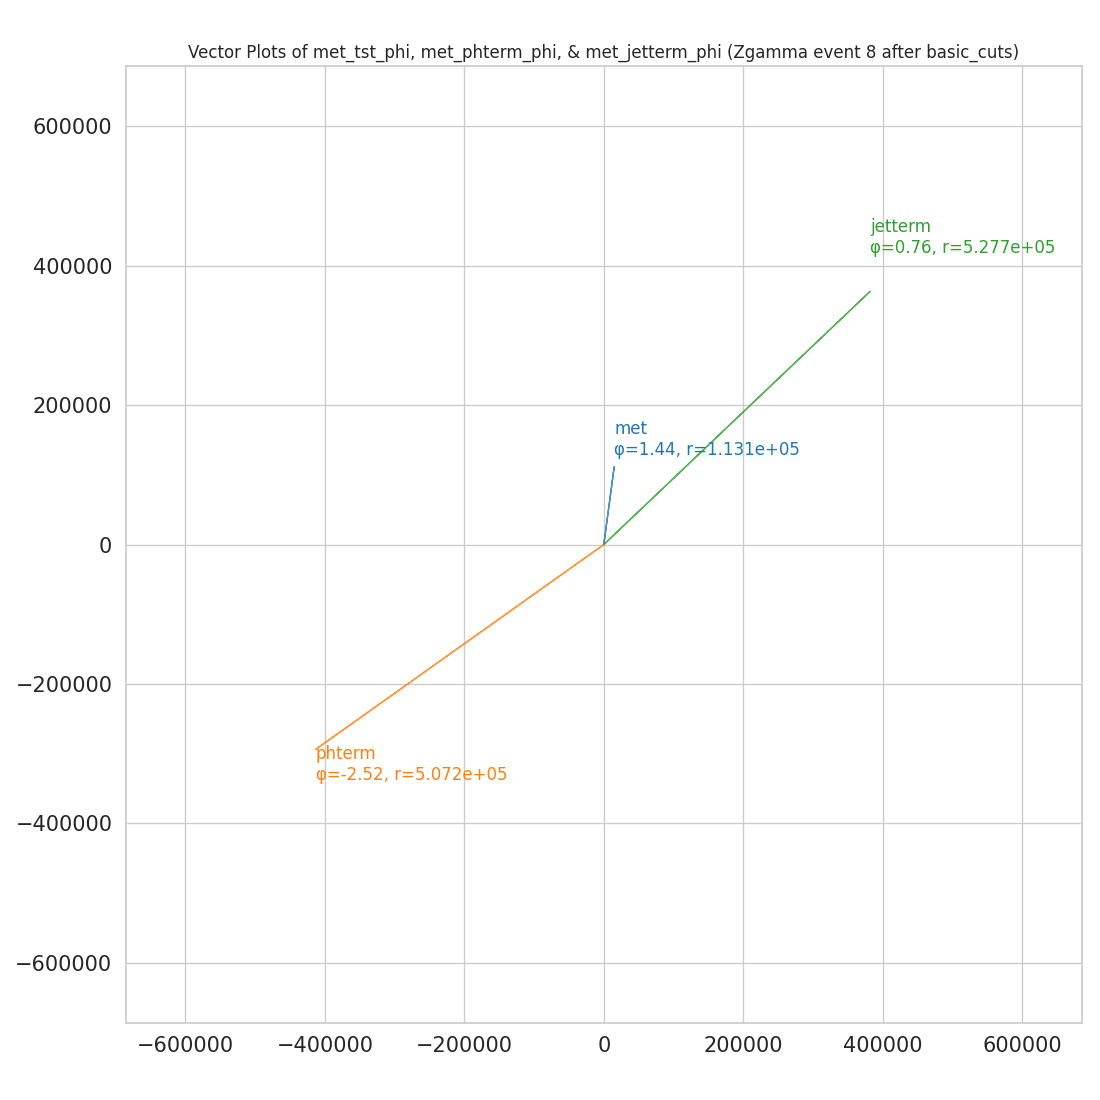 Vector Plots of met_tst_phi, met_phterm_phi, & met_jetterm_phi (Zgamma event 8 after basic_cuts)
600000
jetterm
φ=0.76, r=5.277e+05
400000
200000
met
φ=1.44, r=1.131e+05
0
−200000
phterm
φ=-2.52, r=5.072e+05
−400000
−600000
−600000 −400000 −200000 0 200000 400000 600000